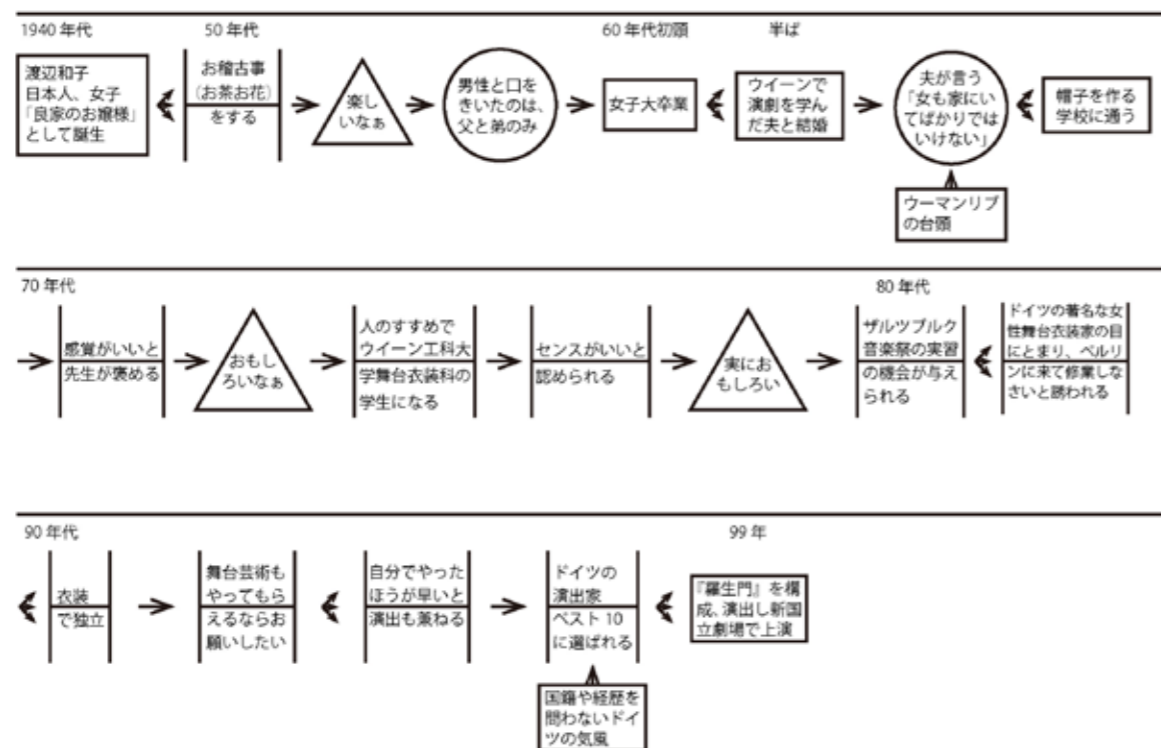 1940 年代
50 年代
60 年代初頭
半ば
渡辺和子
日本人、女子
「良家のお嬢様」
として誕生
お稽古事
(お茶お花)
をする
楽し
いなぁ
男性と口を
きいたのは、
父と弟のみ
女子大卒業
ウイーンで
演劇を学ん
だ夫と結婚
夫が言う
「女も家にい
てばかりでは
いけない」
ウーマンリブ
の台頭
帽子を作る
学校に通う
70 年代
80 年代
感覚がいいと
先生が褒める
おもし
ろいなぁ
人のすすめで
ウイーン工科大
学舞台衣装科の
学生になる
センスがいいと
認められる
実にお
もしろい
ザルツブルク
音楽祭の実習
の機会が与え
られる
ドイツの著名な女
性舞台衣装家の目
にとまり、ベルリ
ンに来て修業しな
さいと誘われる
90 年代
99 年
衣装
で独立
舞台芸術も
やってもら
えるならお
願いしたい
自分でやった
ほうが早いと
演出も兼ねる
ドイツの
演出家
ベスト 10
に選ばれる
国籍や経歴を
問わないドイ
ツの気風
『羅生門』を構
成、演出し新国
立劇場で上演